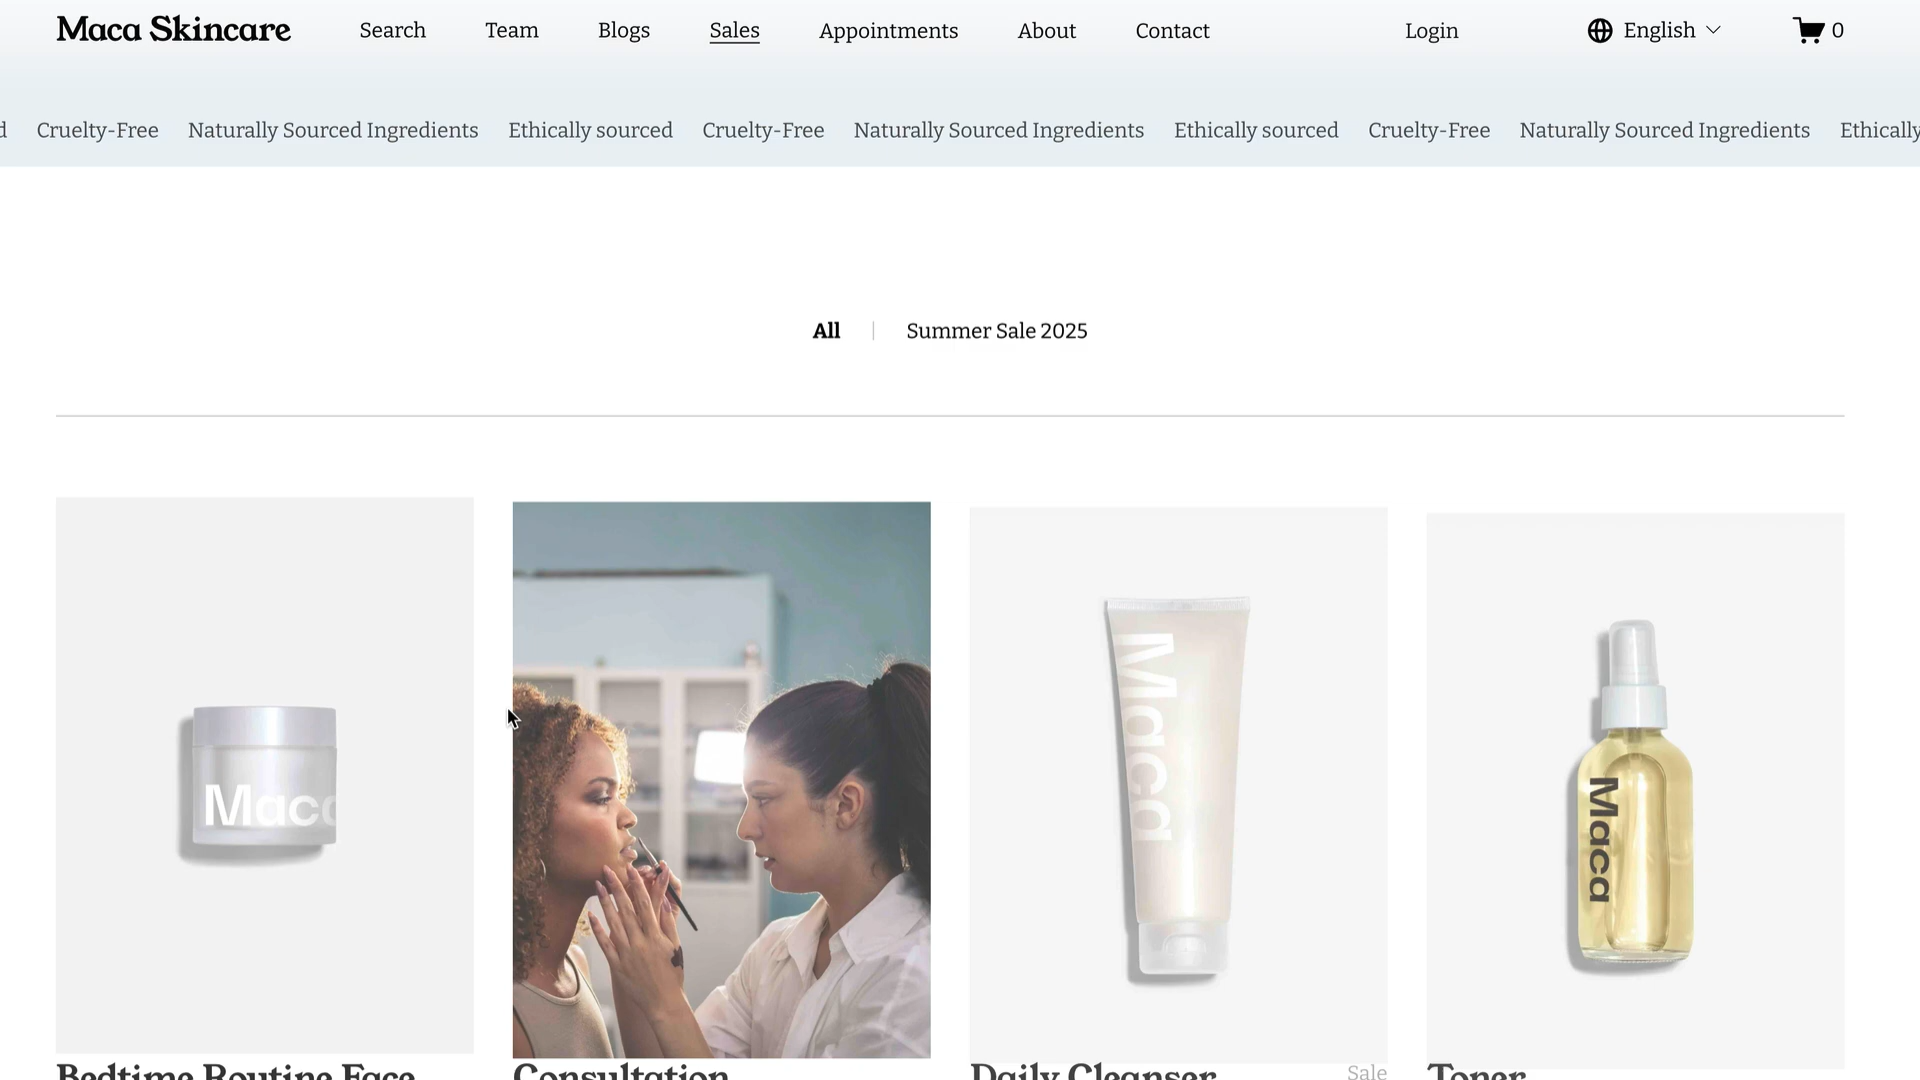 Maca Skincare Search Team Blogs Sales Appointments About Contact Login English 0
Cruelty-Free Naturally Sourced Ingredients Ethically sourced Cruelty-Free Naturally Sourced Ingredients Ethically sourced Cruelty-Free Naturally Sourced Ingredients Ethically
All Summer Sale 2025
Maca
Maca
Maca
Bedtime Routine Face Consultation Daily Cleanser Sale Toner